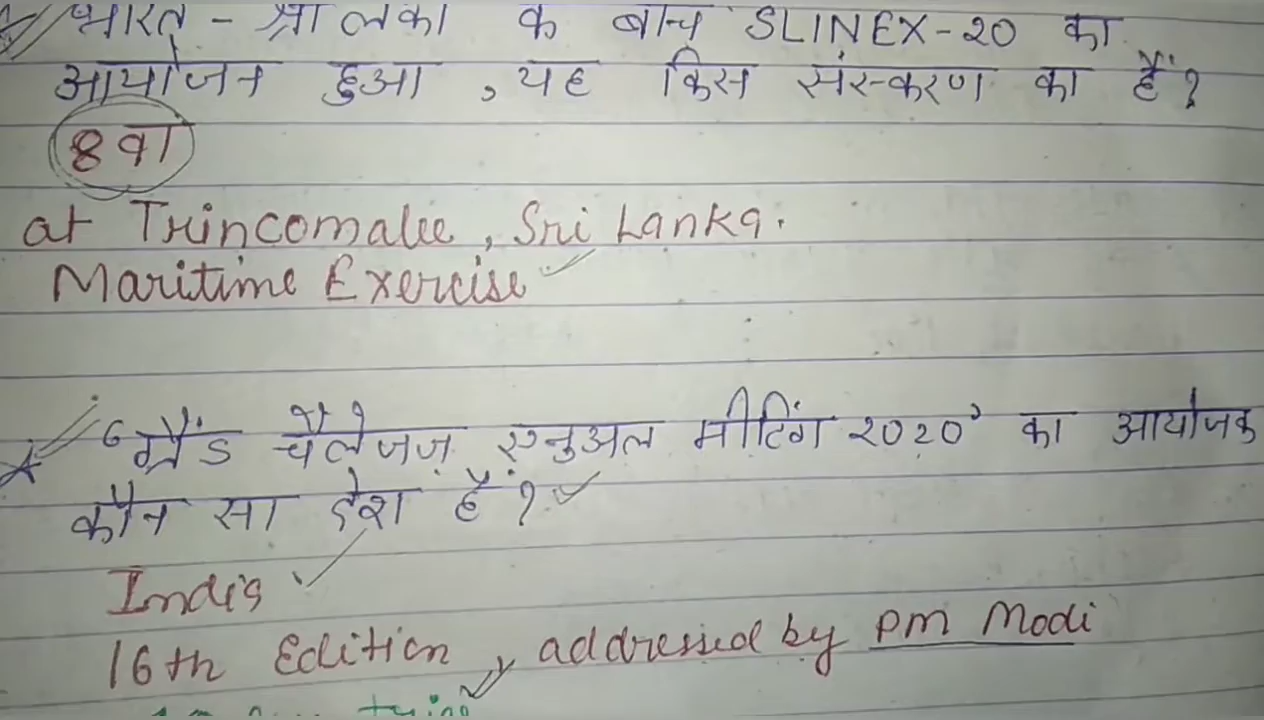 भारत - श्रीलंका के बीच SLINEX-20 का
आयोजन हुआ , यह किस संस्करण का है ?
8वा
at Trincomalee , Sri Lanka .
Maritime Exercise
'ग्रैंड चैलेंजज़ एनुअल मीटिंग 2020' का आयोजक
कौन सा देश है ?
India
16th Edition , addressed by PM Modi